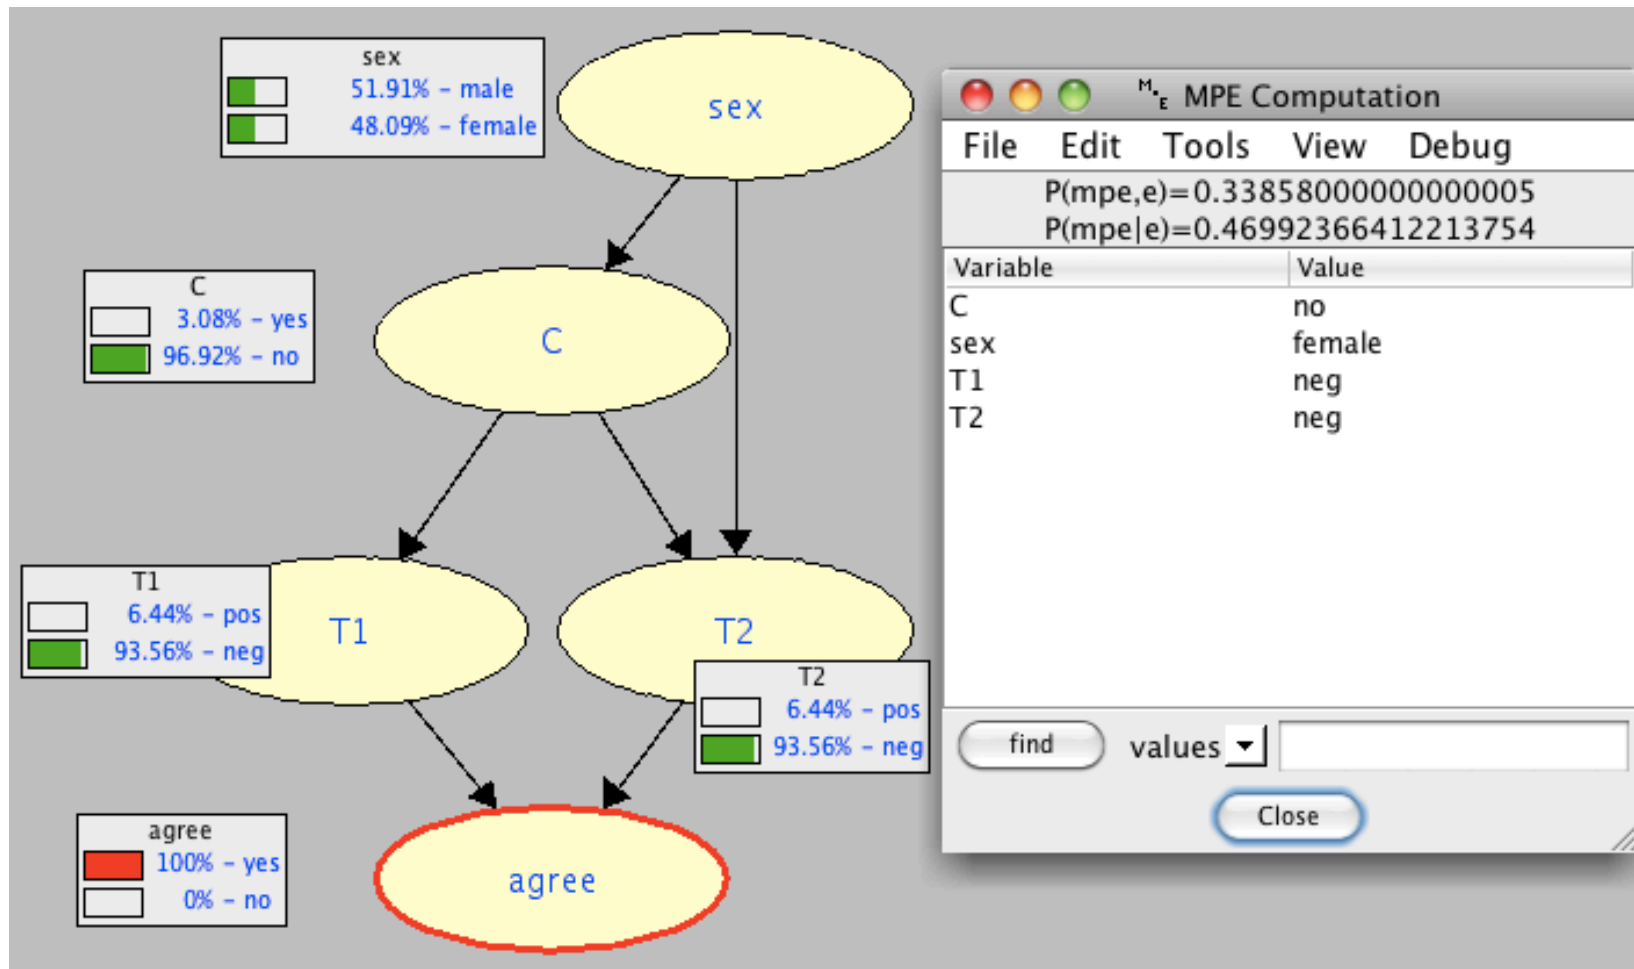 sex
51.91% – male
48.09% – female
sex
C
3.08% – yes
96.92% – no
C
T1
6.44% – pos
93.56% – neg
T1
T2
T2
6.44% – pos
93.56% – neg
agree
100% – yes
0% – no
agree
M.E MPE Computation
File Edit Tools View Debug
P(mpe,e)=0.33858000000000005
P(mpe|e)=0.46992366412213754
Variable Value
C no
sex female
T1 neg
T2 neg
find values
Close